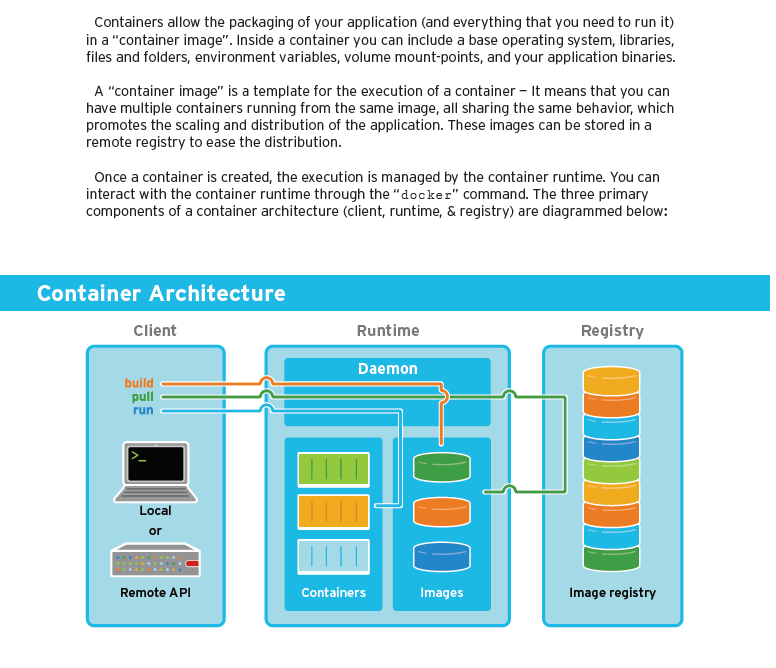 Containers allow the packaging of your application (and everything that you need to run it)
in a “container image”. Inside a container you can include a base operating system, libraries,
files and folders, environment variables, volume mount-points, and your application binaries.
A “container image” is a template for the execution of a container – It means that you can
have multiple containers running from the same image, all sharing the same behavior, which
promotes the scaling and distribution of the application. These images can be stored in a
remote registry to ease the distribution.
Once a container is created, the execution is managed by the container runtime. You can
interact with the container runtime through the “docker” command. The three primary
components of a container architecture (client, runtime, & registry) are diagrammed below:
Container Architecture
Client
Runtime
Registry
Daemon
build
pull
run
>_
Local
or
Remote API
Containers
Images
Image registry